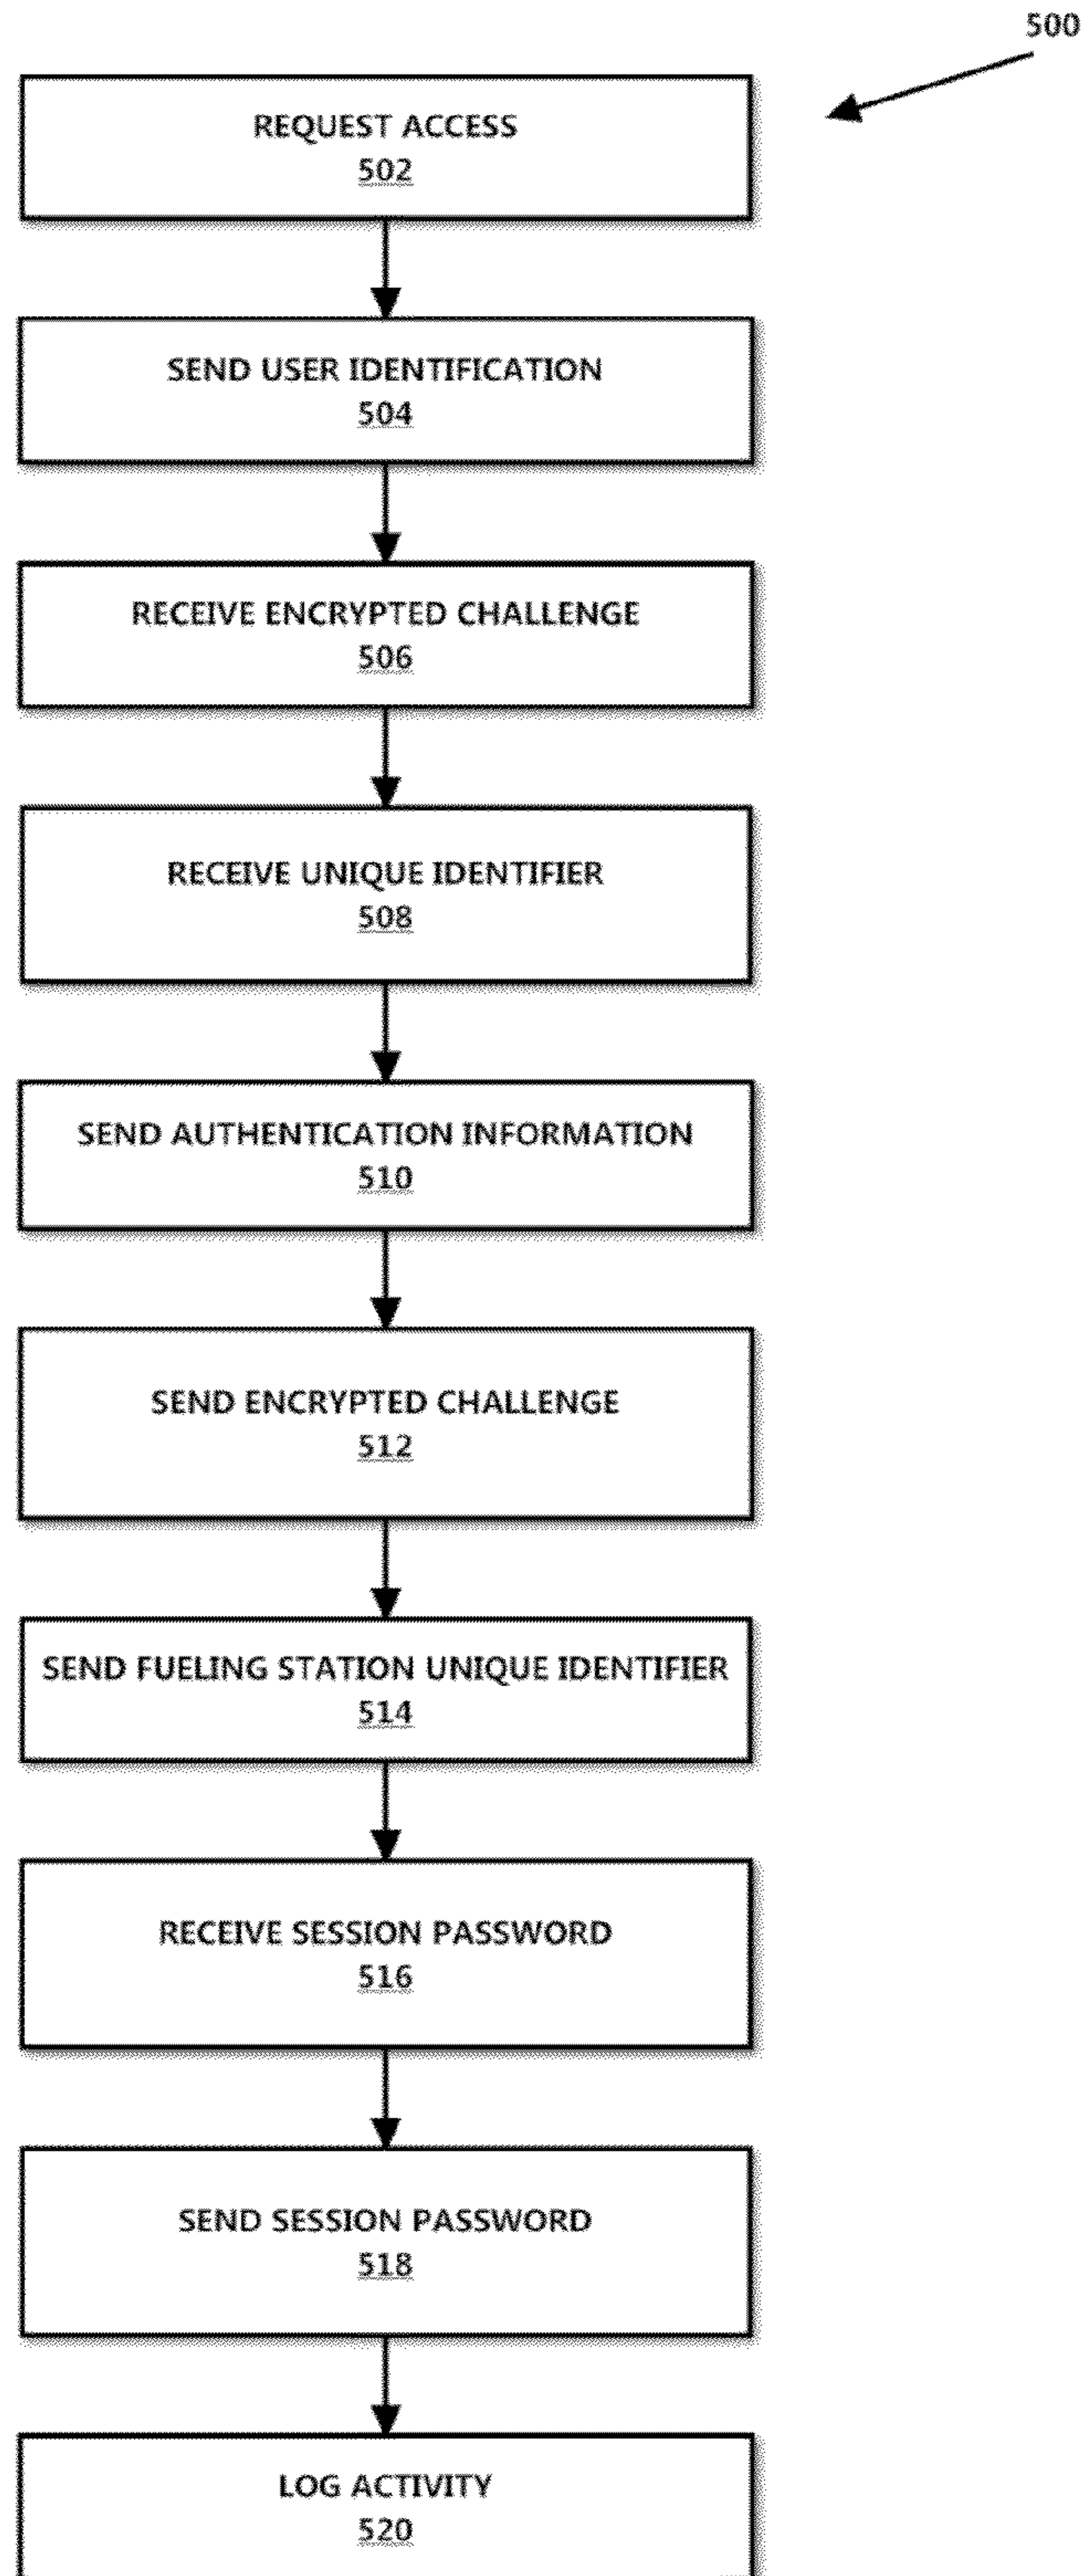 500
REQUEST ACCESS
502
SEND USER IDENTIFICATION
504
RECEIVE ENCRYPTED CHALLENGE
506
RECEIVE UNIQUE IDENTIFIER
508
SEND AUTHENTICATION INFORMATION
510
SEND ENCRYPTED CHALLENGE
512
SEND FUELING STATION UNIQUE IDENTIFIER
514
RECEIVE SESSION PASSWORD
516
SEND SESSION PASSWORD
518
LOG ACTIVITY
520